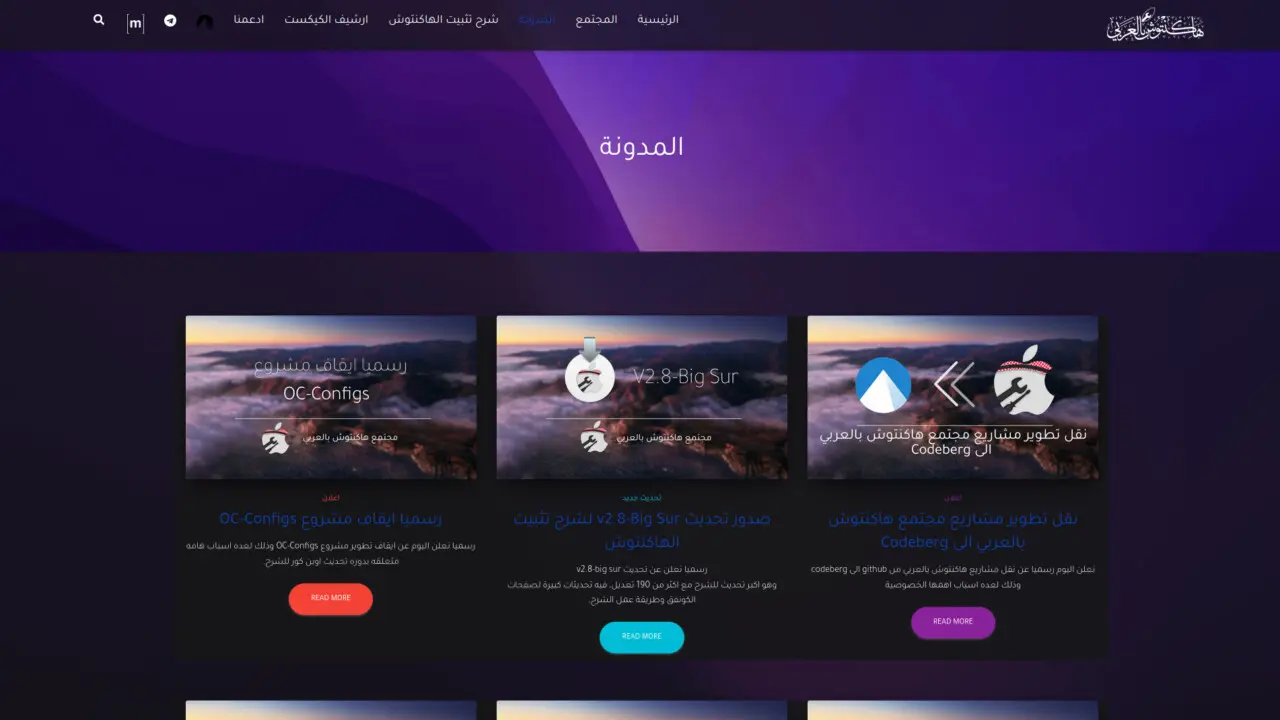 هاكنتوش بالعربي
الرئيسية
المجتمع
المدونة
شرح تثبيت الهاكنتوش
ارشيف الكيكست
ادعمنا
[m]
المدونة
نقل تطوير مشاريع مجتمع هاكنتوش بالعربي
الى Codeberg
اعلان
نقل تطوير مشاريع مجتمع هاكنتوش
بالعربي الى Codeberg
نعلن اليوم رسميا عن نقل مشاريع هاكنتوش بالعربي من github الى codeberg
وذلك لعده اسباب اهمها الخصوصية
READ MORE
V2.8-Big Sur
مجتمع هاكنتوش بالعربي
تحديث جديد
صدور تحديث v2.8-Big Sur لشرح تثبيت
الهاكنتوش
رسميا نعلن عن تحديث v2.8-big sur
وهو اكبر تحديث للشرح مع اكثر من 190 تعديل, فيه تحديثات كبيرة لصفحات
الكونفق وطريقة عمل الشرح.
READ MORE
رسميا ايقاف مشروع
OC-Configs
مجتمع هاكنتوش بالعربي
اعلان
رسميا ايقاف مشروع OC-Configs
رسميا نعلن اليوم عن ايقاف تطوير مشروع OC-Configs وذلك لعده اسباب هامه
متعلقه بدوره تحديث اوبن كور للشرح.
READ MORE